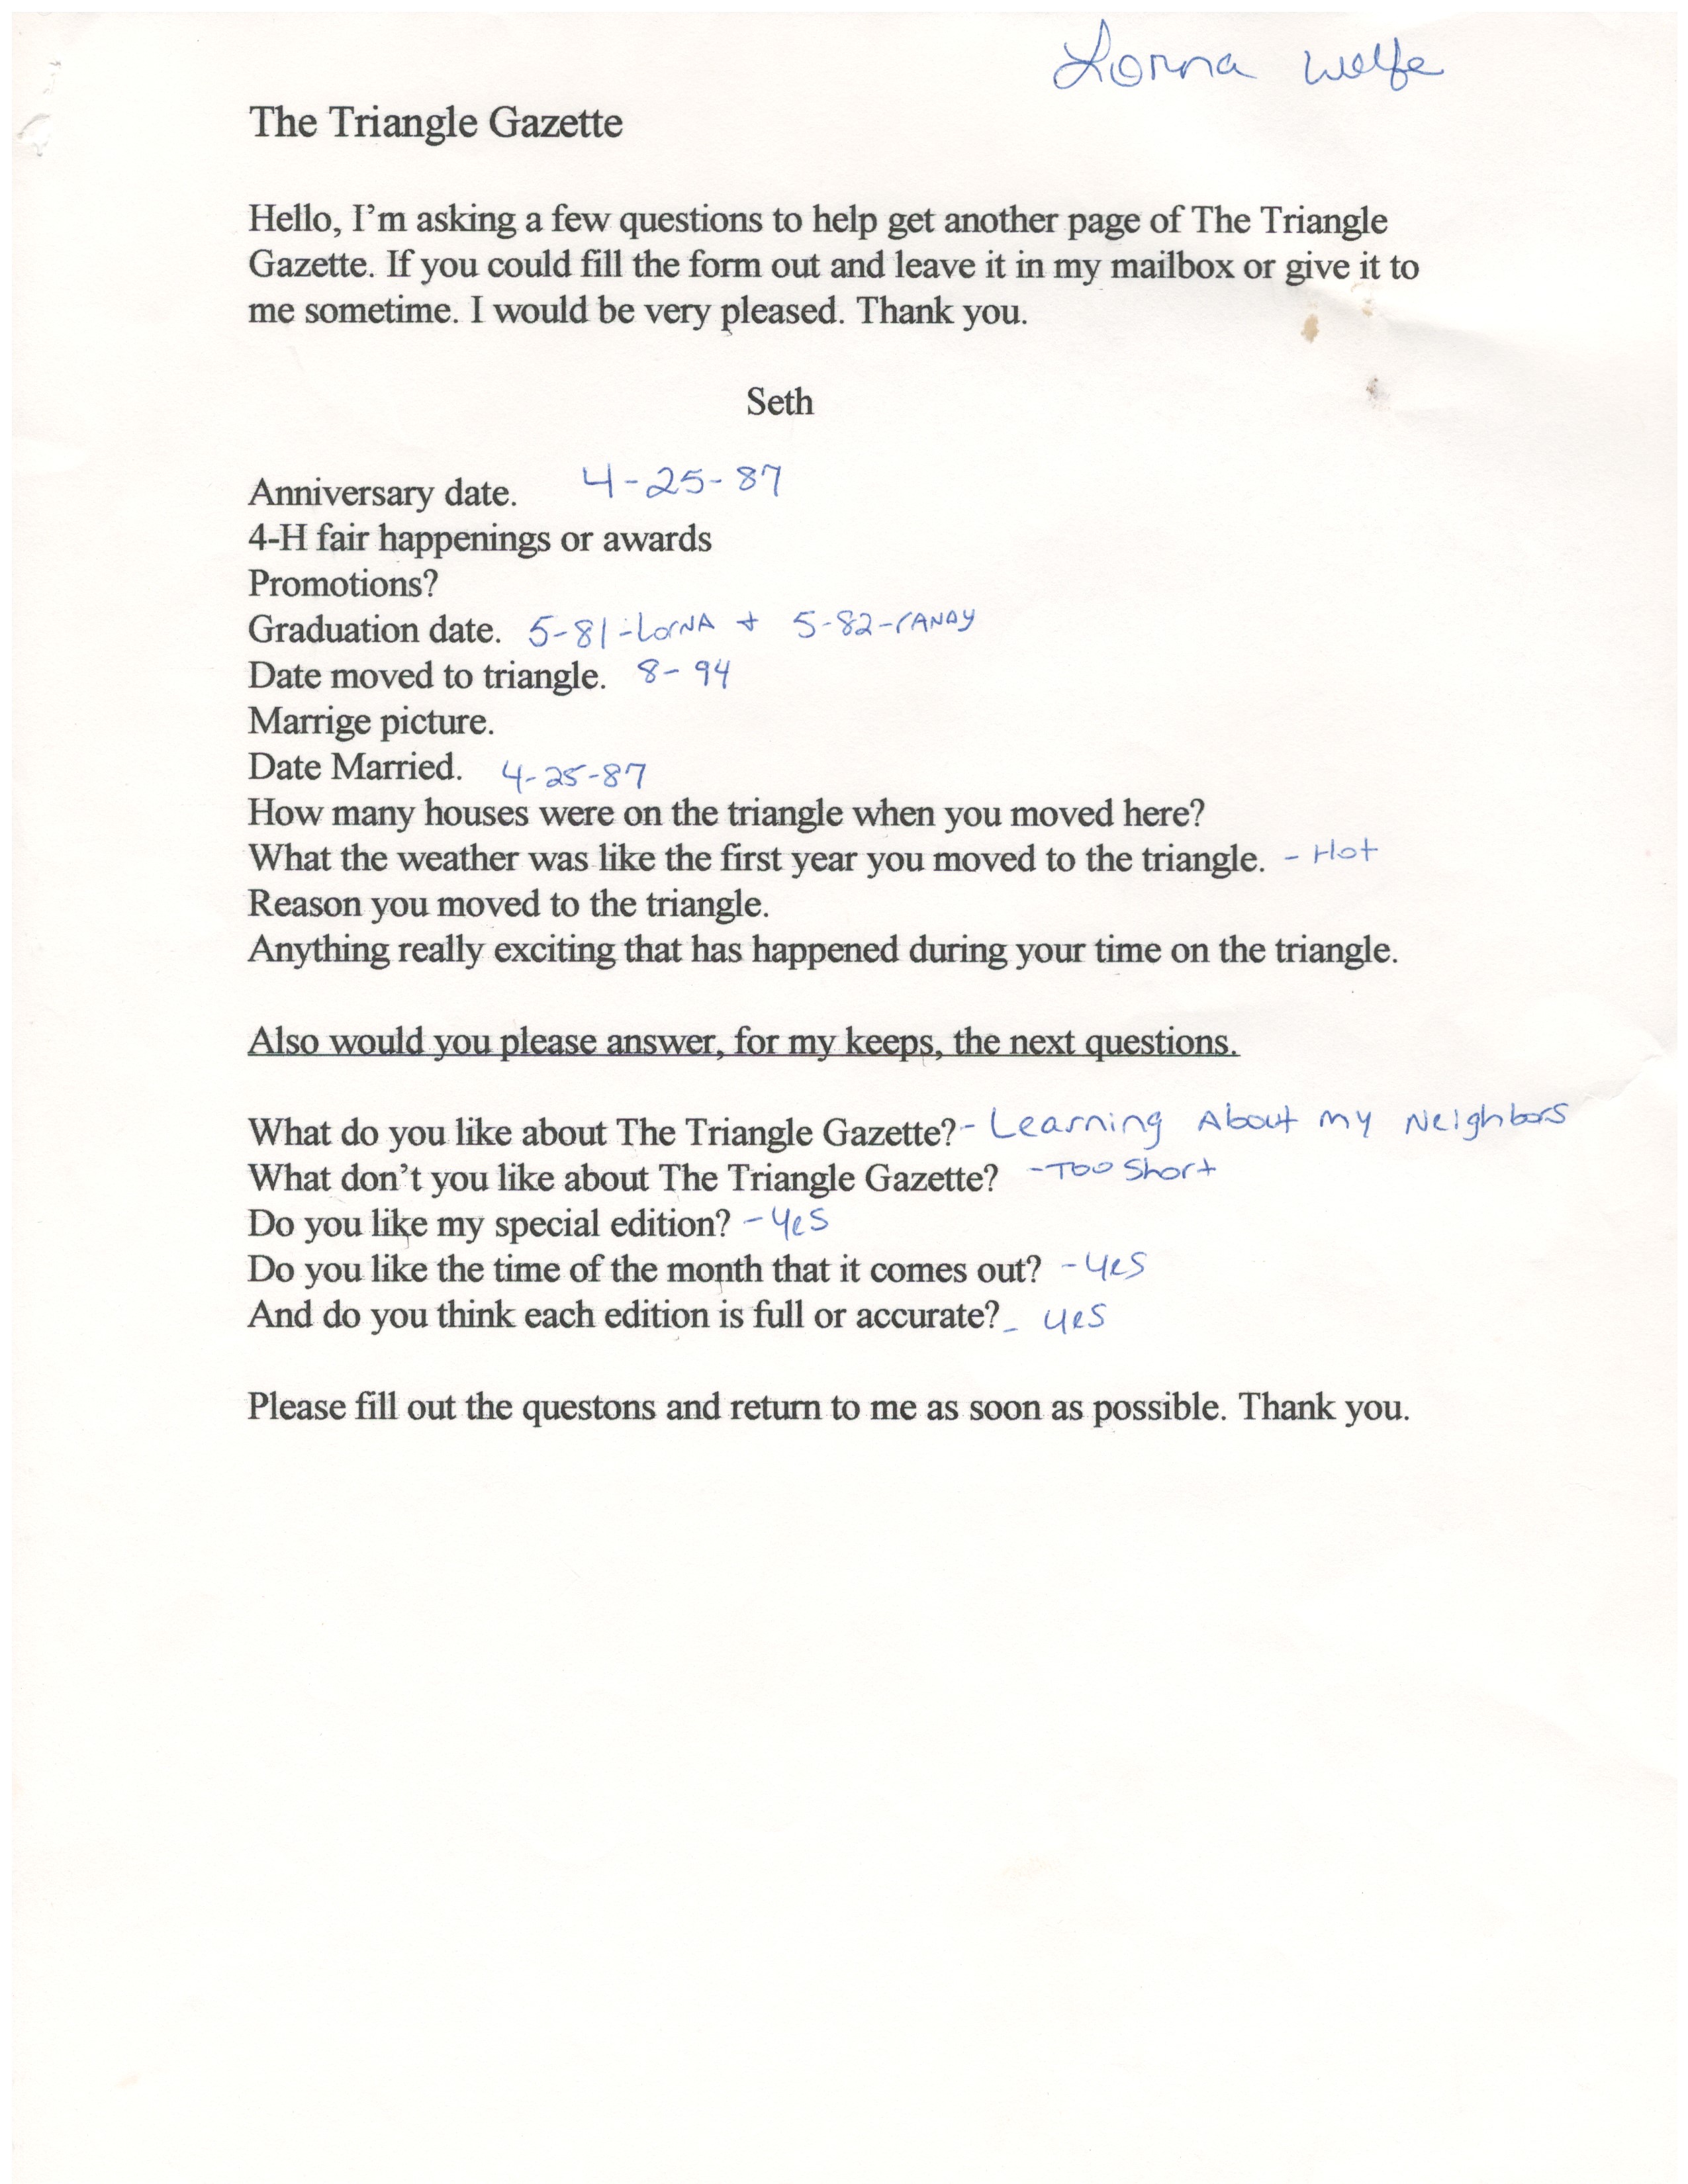 Lorna Wolfe
The Triangle Gazette
Hello, I’m asking a few questions to help get another page of The Triangle
Gazette. If you could fill the form out and leave it in my mailbox or give it to
me sometime. I would be very pleased. Thank you.
Seth
Anniversary date. 4-25-87
4-H fair happenings or awards
Promotions?
Graduation date. 5-81-LorNA + 5-82-rANDY
Date moved to triangle. 8-94
Marrige picture.
Date Married. 4-25-87
How many houses were on the triangle when you moved here?
What the weather was like the first year you moved to the triangle. - Hot
Reason you moved to the triangle.
Anything really exciting that has happened during your time on the triangle.
Also would you please answer, for my keeps, the next questions.
What do you like about The Triangle Gazette?- Learning About my Neighbors
What don’t you like about The Triangle Gazette? -Too Short
Do you like my special edition? -Yes
Do you like the time of the month that it comes out? -Yes
And do you think each edition is full or accurate?_ yes
Please fill out the questons and return to me as soon as possible. Thank you.